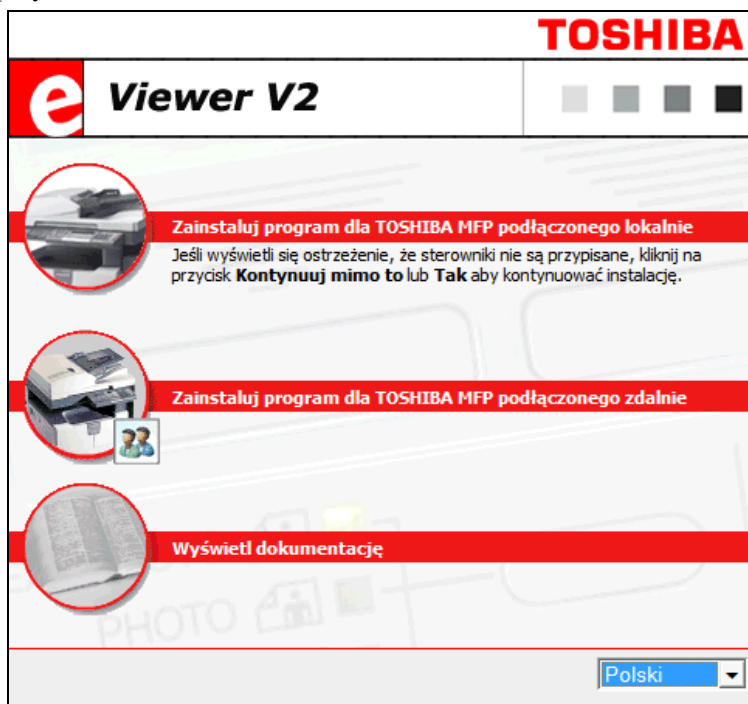 TOSHIBA
e Viewer V2
Zainstaluj program dla TOSHIBA MFP podłączonego lokalnie
Jeśli wyświetli się ostrzeżenie, że sterowniki nie są przypisane, kliknij na
przycisk Kontynuuj mimo to lub Tak aby kontynuować instalację.
Zainstaluj program dla TOSHIBA MFP podłączonego zdalnie
Wyświetl dokumentację
PHOTO
Polski